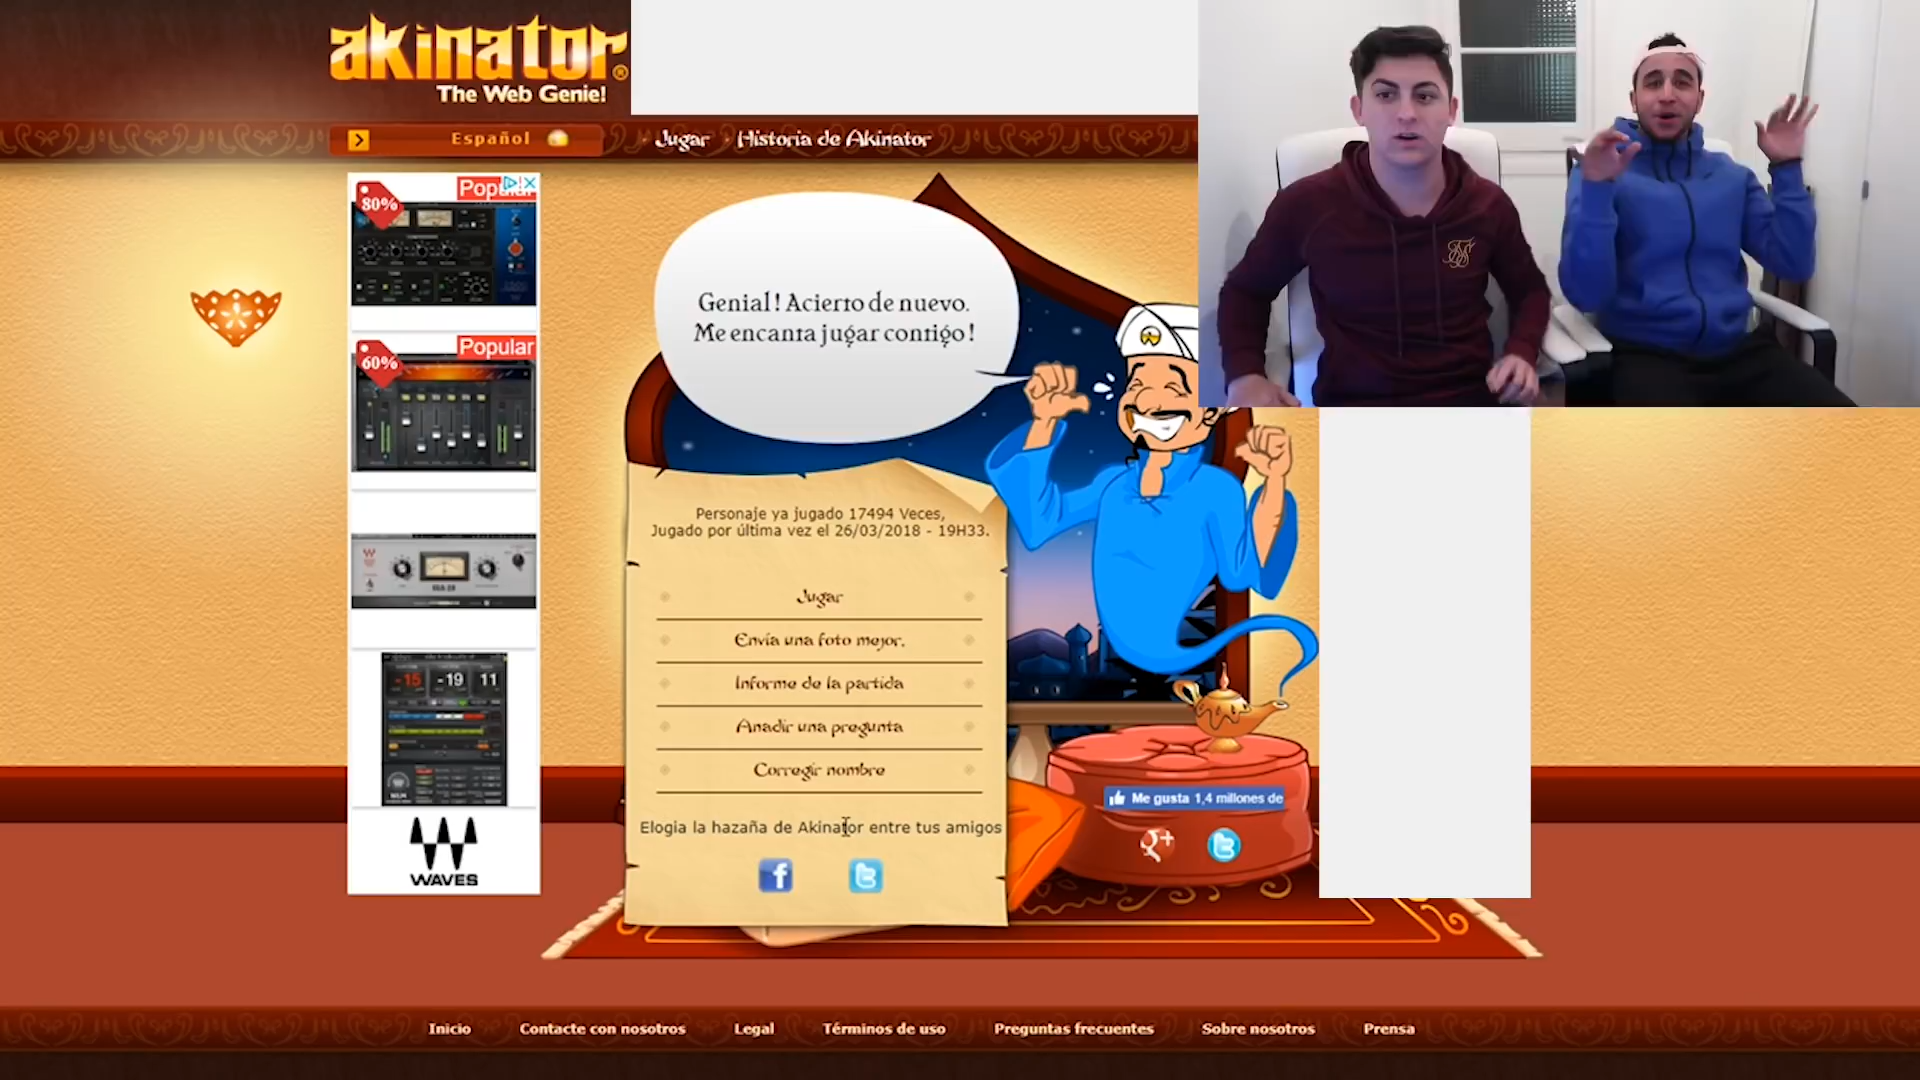 akinator®
The Web Genie!
Español
Jugar
Historia de Akinator
80%
Popular
60%
Popular
-15 -19 11
WAVES
Genial! Acierto de nuevo.
Me encanta jugar contigo!
Personaje ya jugado 17494 Veces,
Jugado por última vez el 26/03/2018 - 19H33.
Jugar
Envía una foto mejor.
Informe de la partida
Anadir una pregunta
Corregir nombre
Elogia la hazaña de Akinator entre tus amigos
Me gusta 1,4 millones de
Inicio Contacte con nosotros Legal Términos de uso Preguntas frecuentes Sobre nosotros Prensa